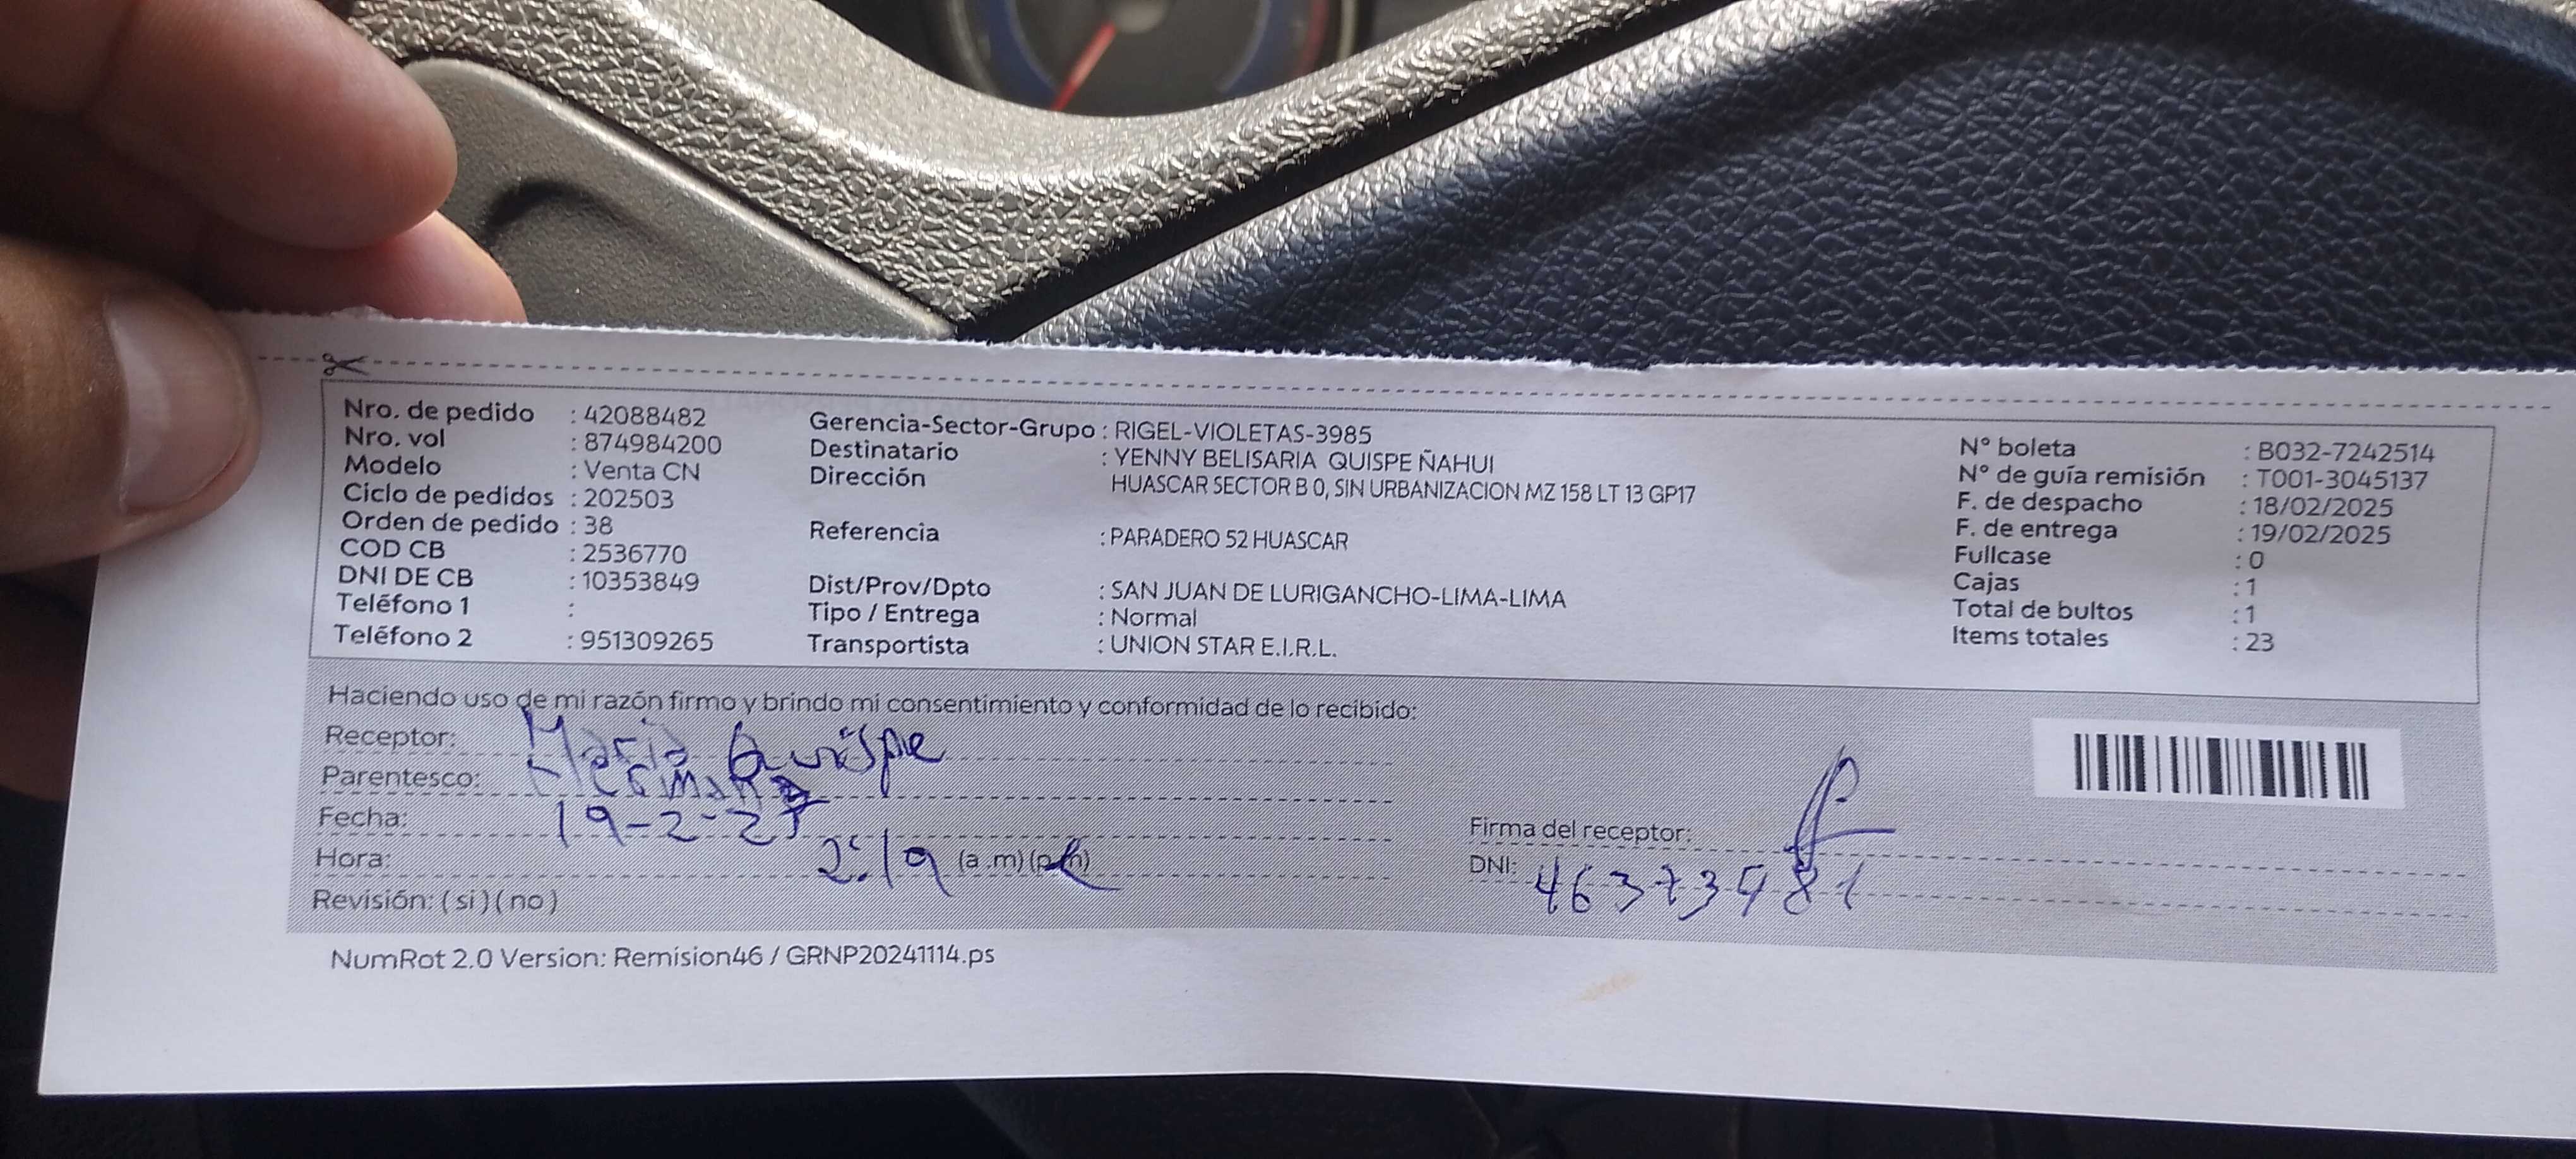 Nro. de pedido : 42088482
Nro. vol : 874984200
Modelo : Venta CN
Ciclo de pedidos : 202503
Orden de pedido : 38
COD CB : 2536770
DNI DE CB : 10353849
Teléfono 1 :
Teléfono 2 : 951309265
Gerencia-Sector-Grupo : RIGEL-VIOLETAS-3985
Destinatario : YENNY BELISARIA QUISPE ÑAHUI
Dirección HUASCAR SECTOR B 0, SIN URBANIZACION MZ 158 LT 13 GP17
Referencia : PARADERO 52 HUASCAR
Dist/Prov/Dpto : SAN JUAN DE LURIGANCHO-LIMA-LIMA
Tipo / Entrega : Normal
Transportista : UNION STAR E.I.R.L.
N° boleta : B032-7242514
N° de guía remisión : T001-3045137
F. de despacho : 18/02/2025
F. de entrega : 19/02/2025
Fullcase : 0
Cajas : 1
Total de bultos : 1
Items totales : 23
Haciendo uso de mi razón firmo y brindo mi consentimiento y conformidad de lo recibido:
Receptor: Maria Quispe
Parentesco: Hermana
Fecha: 19-2-25
Hora: 2:19 (a.m)(p.m)
Revisión: (si)(no)
Firma del receptor:
DNI:
NumRot 2.0 Version: Remision46 / GRNP20241114.ps